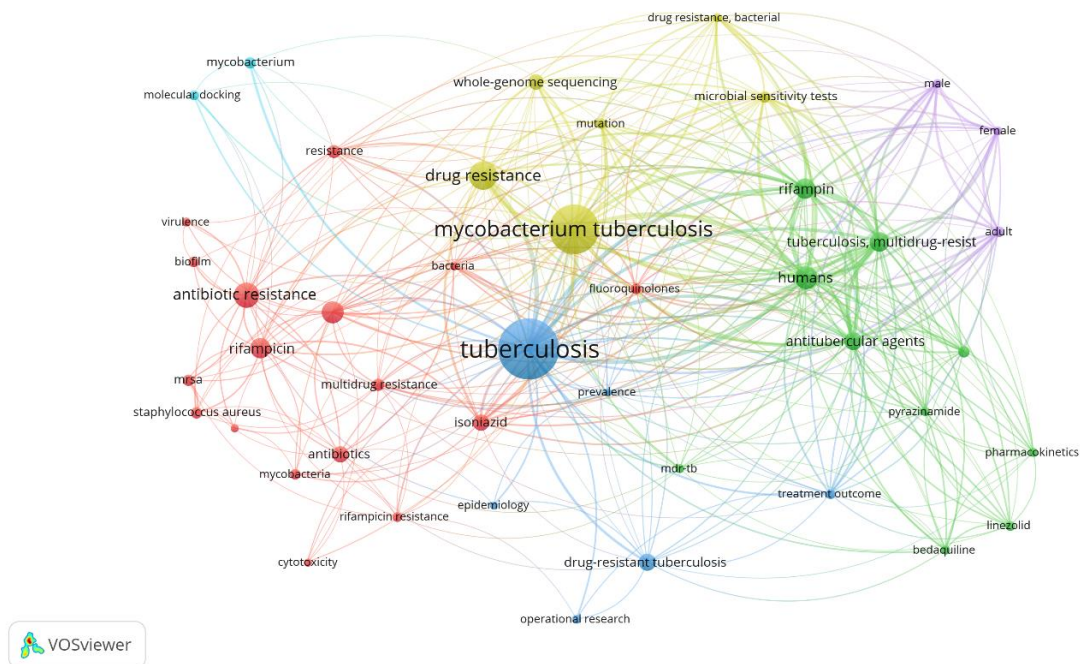 drug resistance, bacterial
mycobacterium
whole-genome sequencing
male
molecular docking
microbial sensitivity tests
mutation
female
resistance
drug resistance
rifampin
virulence
mycobacterium tuberculosis
adult
tuberculosis, multidrug-resist
biofilm
bacteria
humans
antibiotic resistance
fluoroquinolones
rifampicin
tuberculosis
antitubercular agents
mrsa
multidrug resistance
prevalence
staphylococcus aureus
pyrazinamide
isoniazid
antibiotics
pharmacokinetics
mycobacteria
mdr-tb
treatment outcome
epidemiology
rifampicin resistance
linezolid
bedaquiline
cytotoxicity
drug-resistant tuberculosis
operational research
VOSviewer